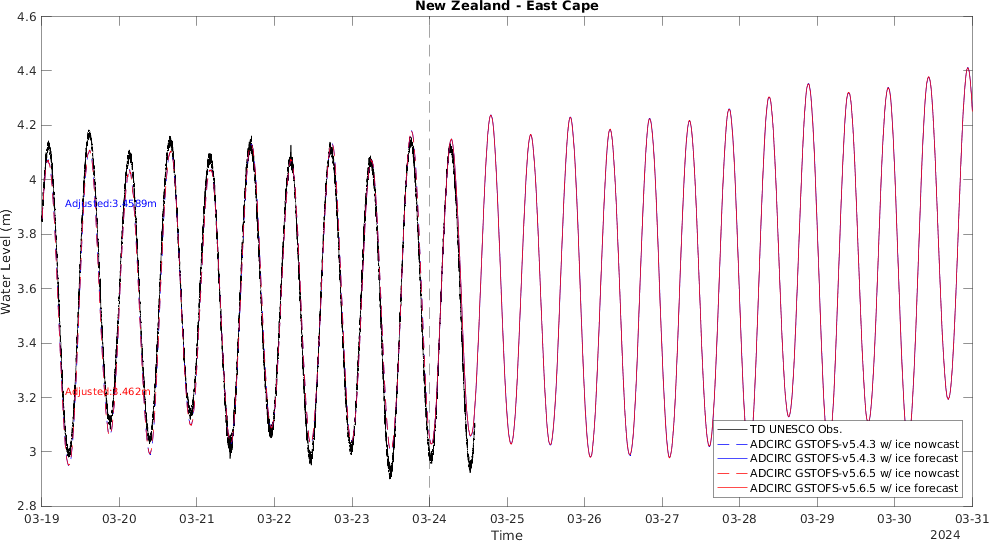 New Zealand - East Cape
Water Level (m)
4.6
4.4
4.2
4
3.8
3.6
3.4
3.2
3
2.8
Adjusted:3.4589m
Adjusted:3.462m
TD UNESCO Obs.
ADCIRC GSTOFS-v5.4.3 w/ ice nowcast
ADCIRC GSTOFS-v5.4.3 w/ ice forecast
ADCIRC GSTOFS-v5.6.5 w/ ice nowcast
ADCIRC GSTOFS-v5.6.5 w/ ice forecast
03-19 03-20 03-21 03-22 03-23 03-24 03-25 03-26 03-27 03-28 03-29 03-30 03-31
Time
2024